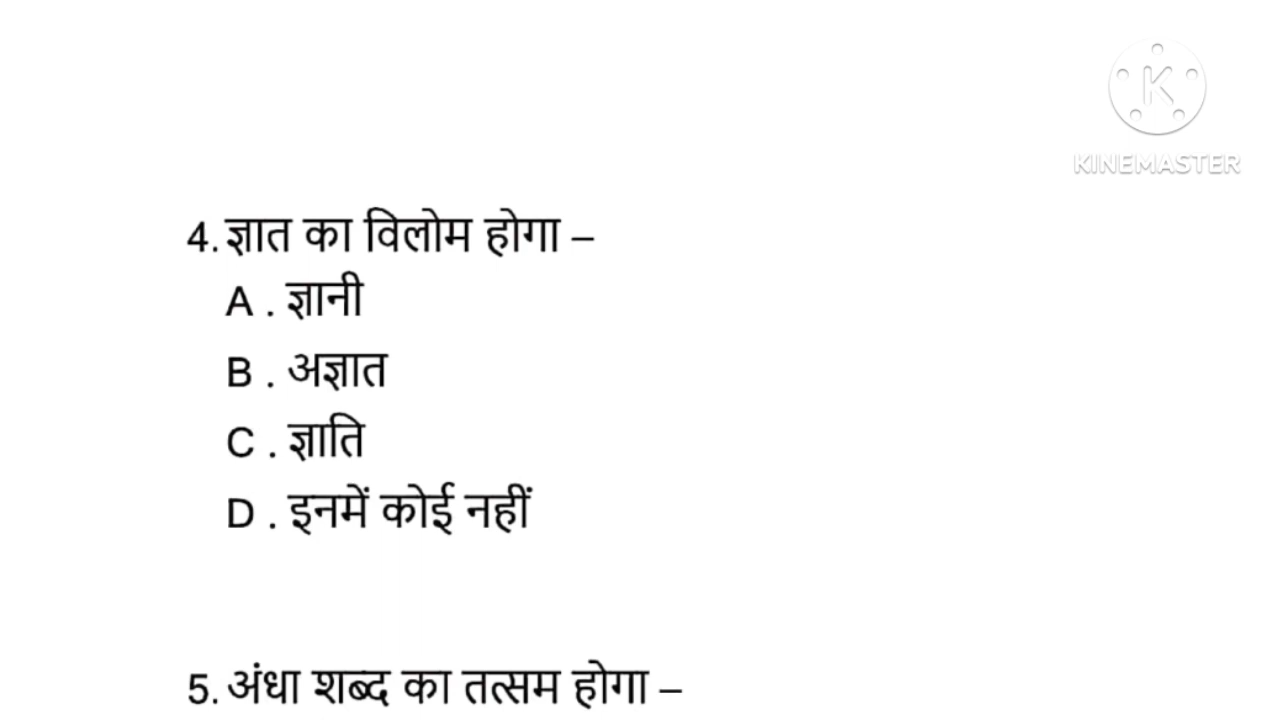 KINEMASTER
4. ज्ञात का विलोम होगा –
A . ज्ञानी
B . अज्ञात
C . ज्ञाति
D . इनमें कोई नहीं
5. अंधा शब्द का तत्सम होगा –